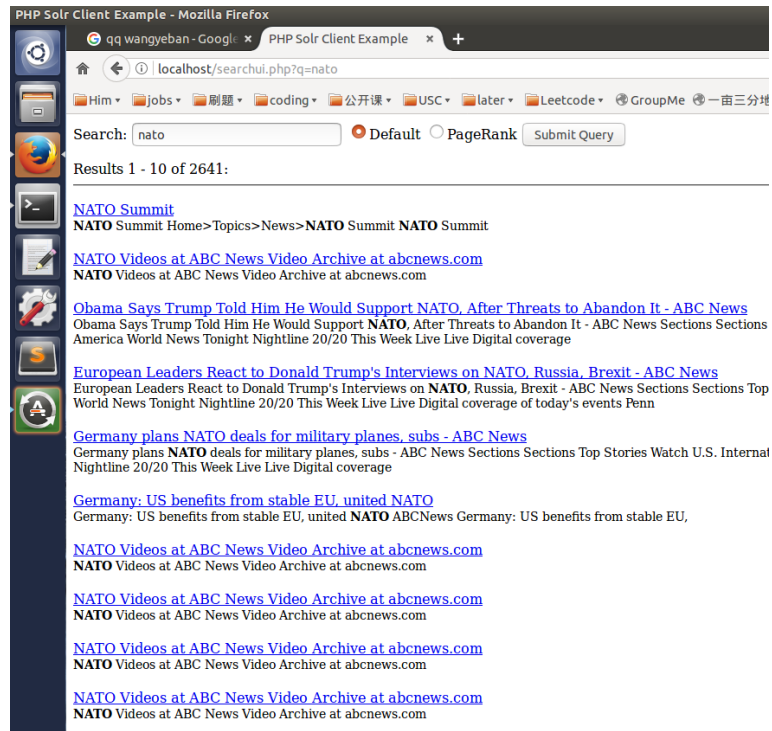 PHP Solr Client Example - Mozilla Firefox
qq wangyeban - Google
PHP Solr Client Example
localhost/searchui.php?q=nato
Him jobs 刷题 coding 公开课 USC later Leetcode GroupMe 一亩三分地
Search: nato Default PageRank Submit Query
Results 1 - 10 of 2641:
NATO Summit
NATO Summit Home>Topics>News>NATO Summit NATO Summit
NATO Videos at ABC News Video Archive at abcnews.com
NATO Videos at ABC News Video Archive at abcnews.com
Obama Says Trump Told Him He Would Support NATO, After Threats to Abandon It - ABC News
Obama Says Trump Told Him He Would Support NATO, After Threats to Abandon It - ABC News Sections Sections
America World News Tonight Nightline 20/20 This Week Live Live Digital coverage
European Leaders React to Donald Trump's Interviews on NATO, Russia, Brexit - ABC News
European Leaders React to Donald Trump's Interviews on NATO, Russia, Brexit - ABC News Sections Sections Top
World News Tonight Nightline 20/20 This Week Live Live Digital coverage of today's events Penn
Germany plans NATO deals for military planes, subs - ABC News
Germany plans NATO deals for military planes, subs - ABC News Sections Sections Top Stories Watch U.S. Internat
Nightline 20/20 This Week Live Live Digital coverage
Germany: US benefits from stable EU, united NATO
Germany: US benefits from stable EU, united NATO ABCNews Germany: US benefits from stable EU,
NATO Videos at ABC News Video Archive at abcnews.com
NATO Videos at ABC News Video Archive at abcnews.com
NATO Videos at ABC News Video Archive at abcnews.com
NATO Videos at ABC News Video Archive at abcnews.com
NATO Videos at ABC News Video Archive at abcnews.com
NATO Videos at ABC News Video Archive at abcnews.com
NATO Videos at ABC News Video Archive at abcnews.com
NATO Videos at ABC News Video Archive at abcnews.com